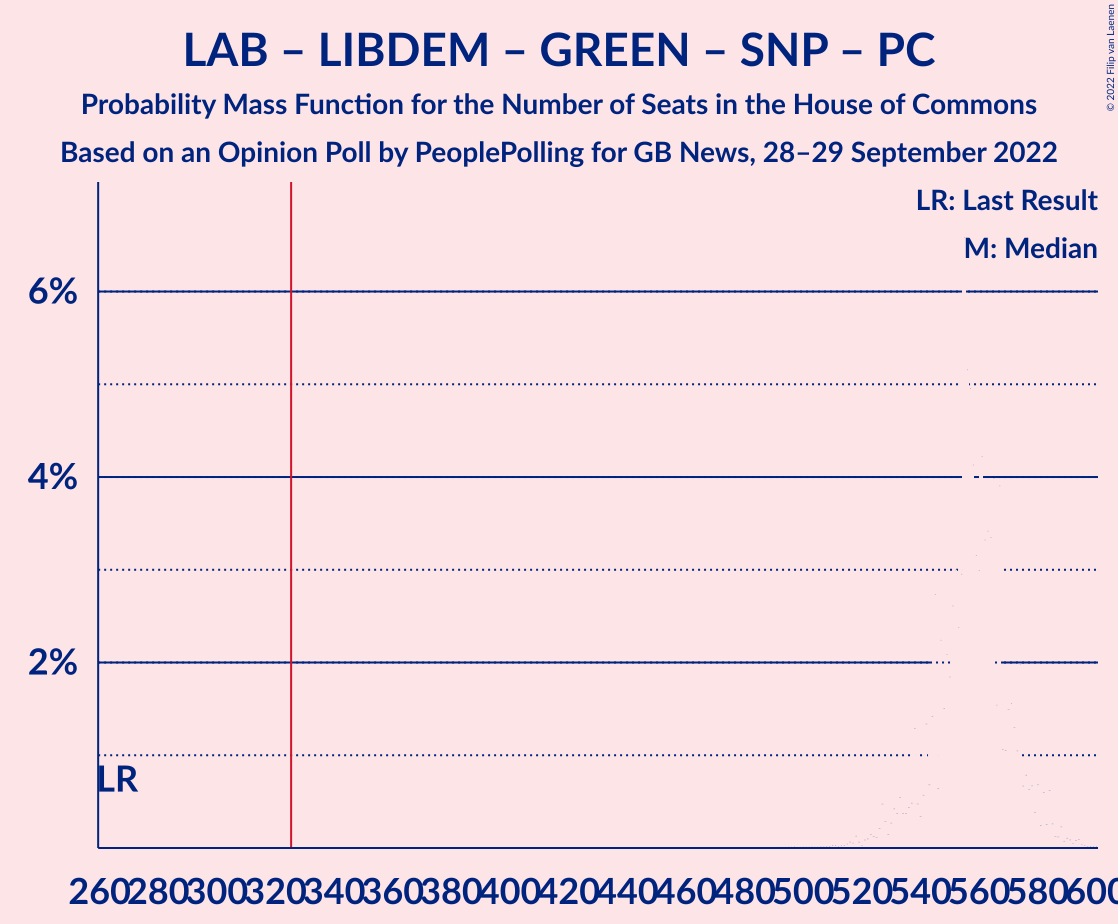 LAB – LIBDEM – GREEN – SNP – PC
Probability Mass Function for the Number of Seats in the House of Commons
Based on an Opinion Poll by PeoplePolling for GB News, 28–29 September 2022
© 2022 Filip van Laenen
LR: Last Result
M: Median
6%
4%
2%
LR
260 280 300 320 340 360 380 400 420 440 460 480 500 520 540 560 580 600